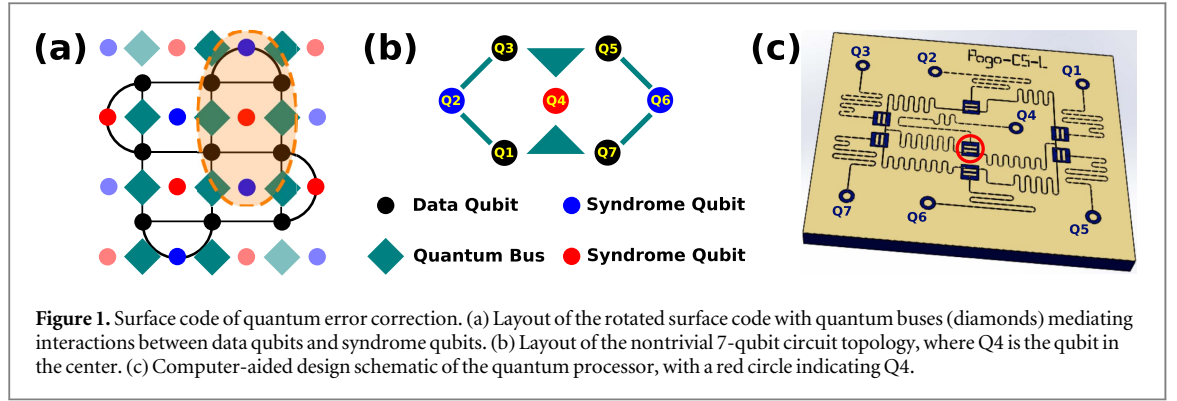 (a)
(b)
(c)
Q3
Q5
Q2
Q4
Q6
Q1
Q7
Data Qubit
Syndrome Qubit
Quantum Bus
Syndrome Qubit
Pogo-CS-L
Q3
Q2
Q1
Q4
Q7
Q6
Q5
Figure 1. Surface code of quantum error correction. (a) Layout of the rotated surface code with quantum buses (diamonds) mediating
interactions between data qubits and syndrome qubits. (b) Layout of the nontrivial 7-qubit circuit topology, where Q4 is the qubit in
the center. (c) Computer-aided design schematic of the quantum processor, with a red circle indicating Q4.